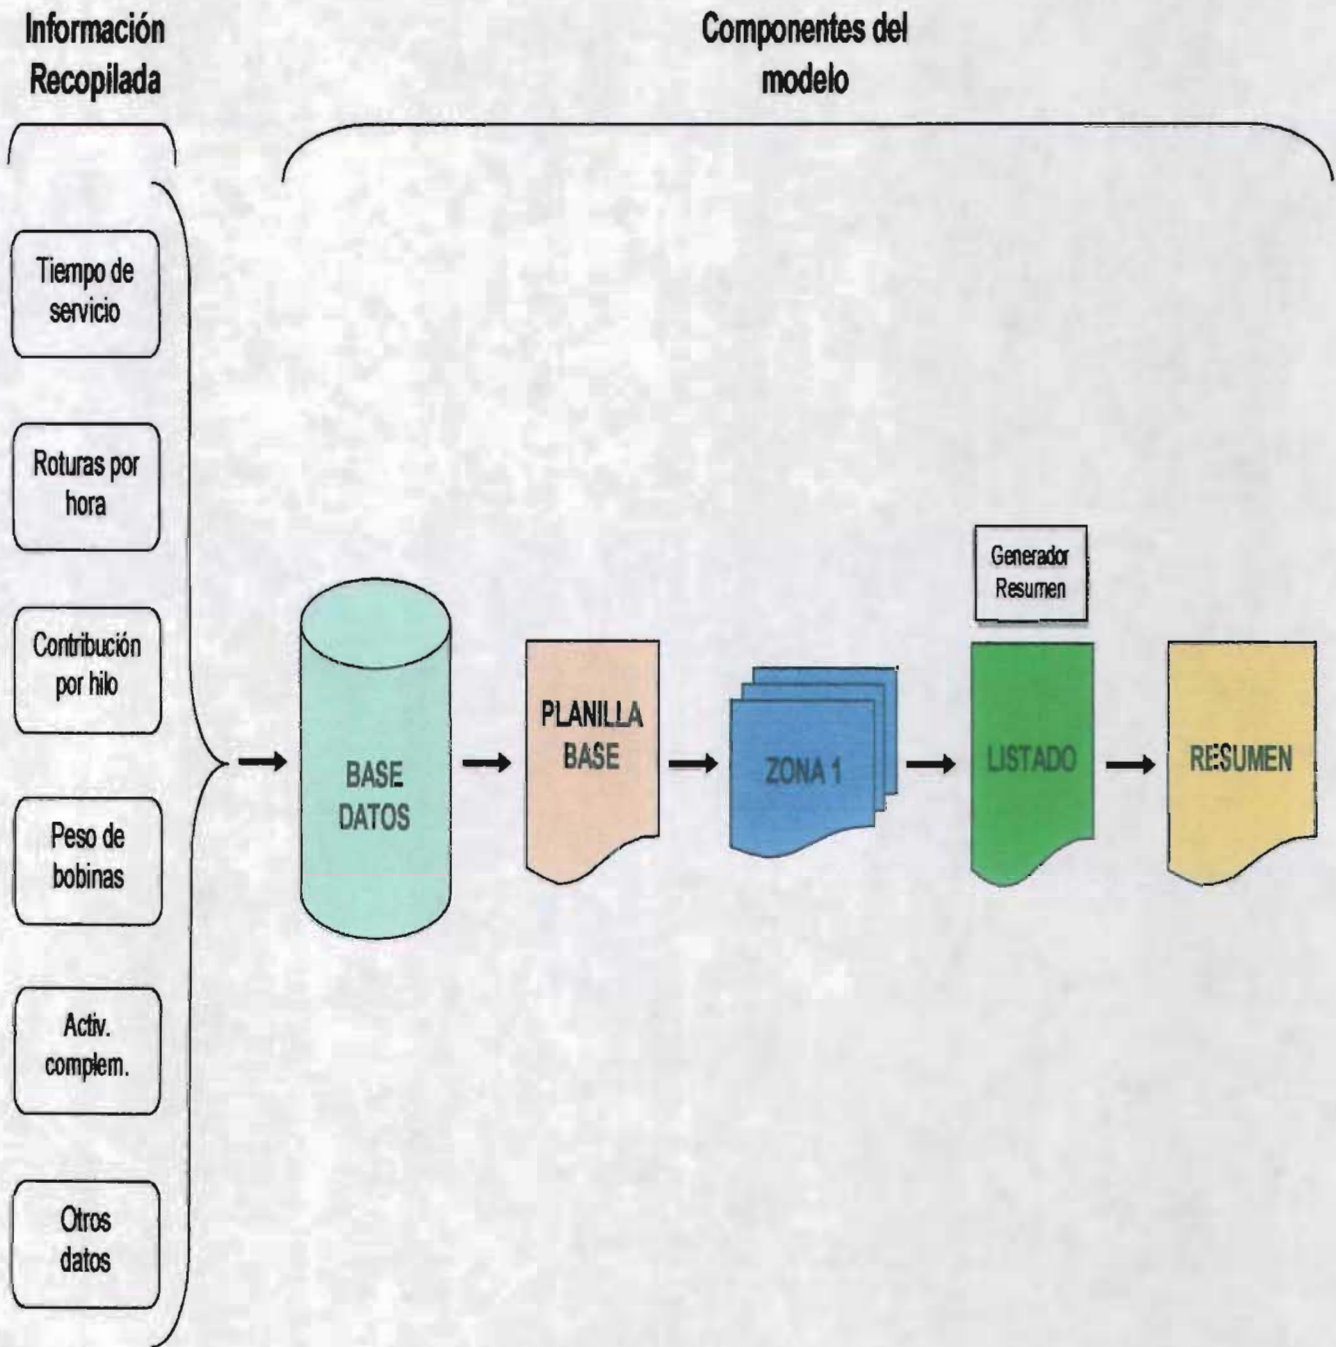 Información
Recopilada
Componentes del
modelo
Tiempo de
servicio
Roturas por
hora
Contribución
por hilo
Peso de
bobinas
Activ.
complem.
Otros
datos
BASE
DATOS
PLANILLA
BASE
ZONA 1
Generador
Resumen
LISTADO
RESUMEN